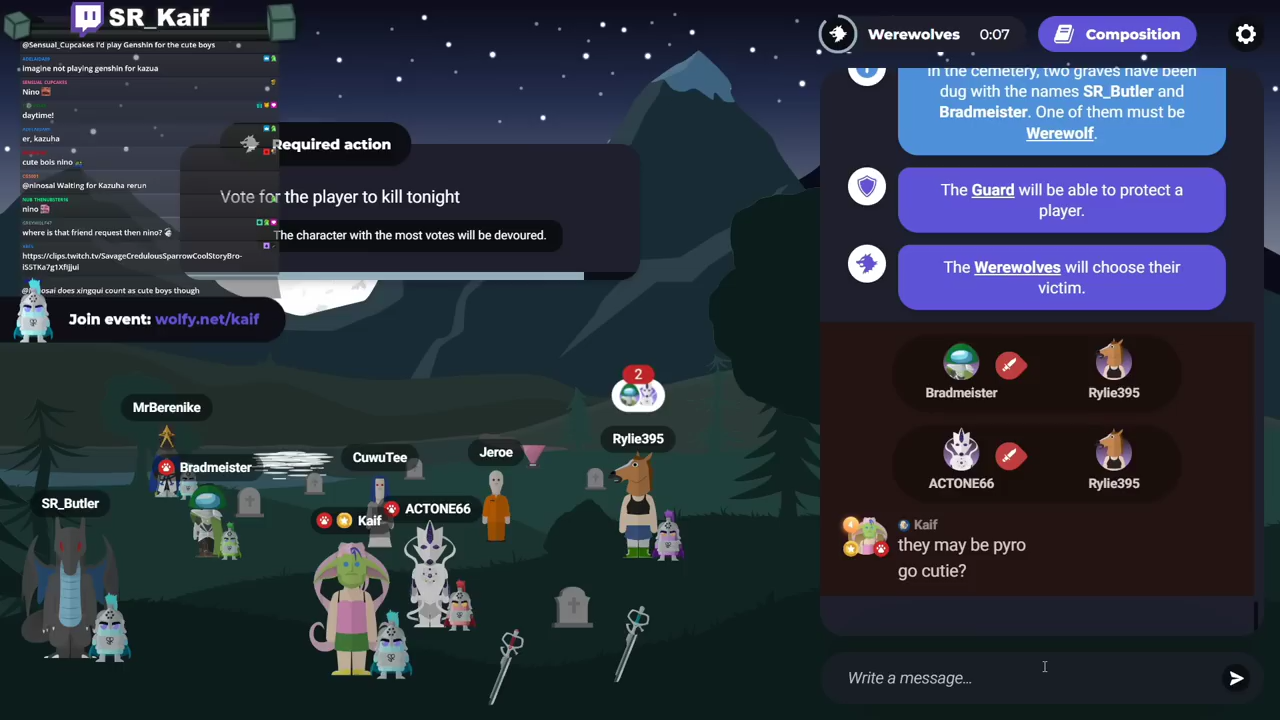 SR_Kaif
@Sensual_Cupcakes I'd play Genshin for the cute boys
imagine not playing genshin for kazua
SENSUAL CUPCAKES
Nino
daytime!
er, kazuha
cute bois nino
@ninosai Waiting for Kazuha rerun
NUB THENUBSTER16
nino
where is that friend request then nino?
https://clips.twitch.tv/SavageCredulousSparrowCoolStoryBro-
does xingqui count as cute boys though
Join event: wolfy.net/kaif
Required action
Vote for the player to kill tonight
The character with the most votes will be devoured.
MrBerenike
Bradmeister
SR_Butler
CuwuTee
Kaif
ACTONE66
Jeroe
2
Rylie395
Werewolves
0:07
Composition
In the cemetery, two graves have been
dug with the names SR_Butler and
Bradmeister. One of them must be
Werewolf.
The Guard will be able to protect a
player.
The Werewolves will choose their
victim.
Bradmeister
Rylie395
ACTONE66
Rylie395
4
Kaif
they may be pyro
go cutie?
Write a message...